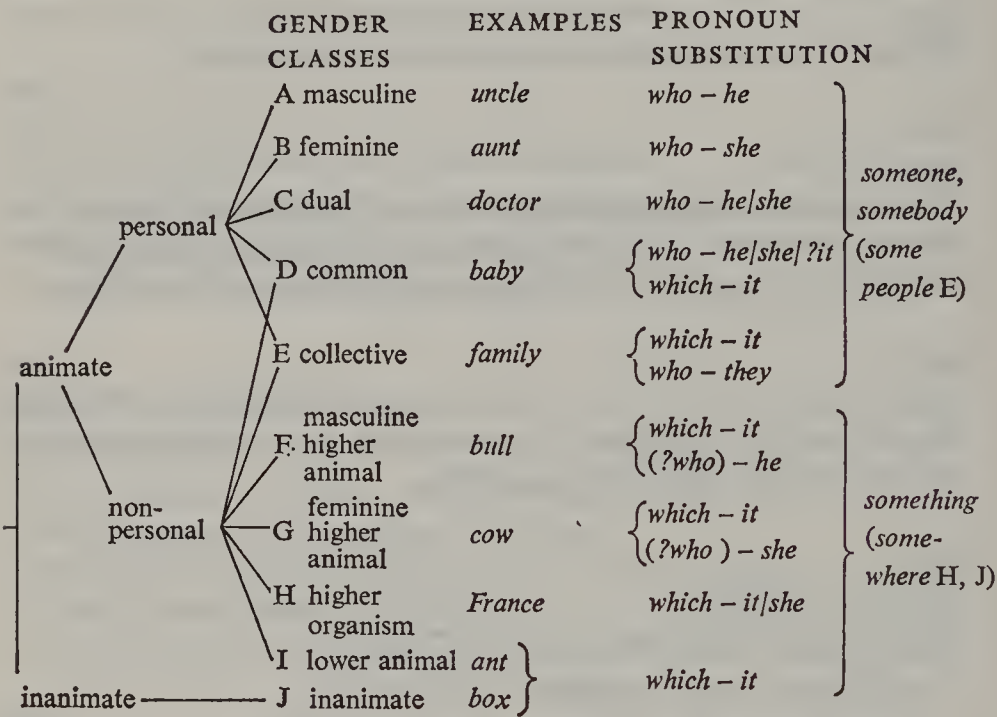 GENDER CLASSES EXAMPLES PRONOUN SUBSTITUTION
A masculine uncle who – he
B feminine aunt who – she
C dual doctor who – he/she
personal
D common baby who – he/she/ ?it
which – it
someone, somebody (some people E)
E collective family which – it
who – they
animate
F masculine higher animal bull which – it
(?who) – he
non-personal
G feminine higher animal cow which – it
(?who ) – she
something (some-where H, J)
H higher organism France which – it/she
I lower animal ant
inanimate J inanimate box
which – it